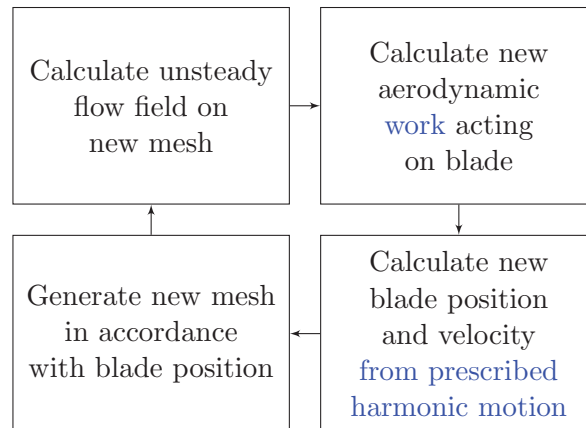 Calculate unsteady
flow field on
new mesh
Calculate new
aerodynamic
work acting
on blade
Calculate new
blade position
and velocity
from prescribed
harmonic motion
Generate new mesh
in accordance
with blade position